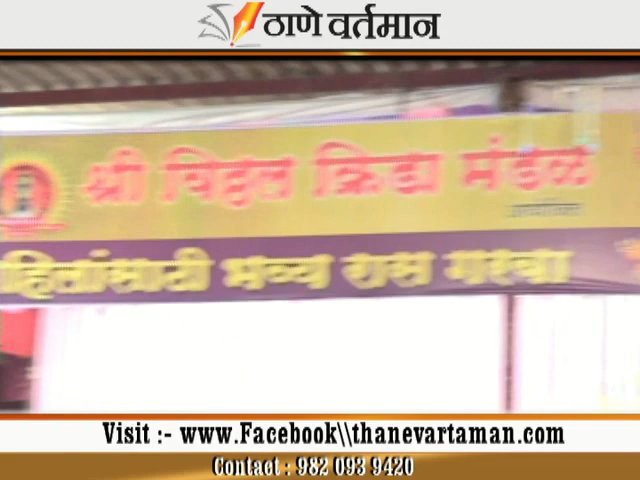 ठाणे वर्तमान
श्री विठ्ठल क्रिडा मंडळ
हिलांसाठी भव्य रास गरबा
Visit :- www.Facebook\\thanevartaman.com
Contact : 982 093 9420